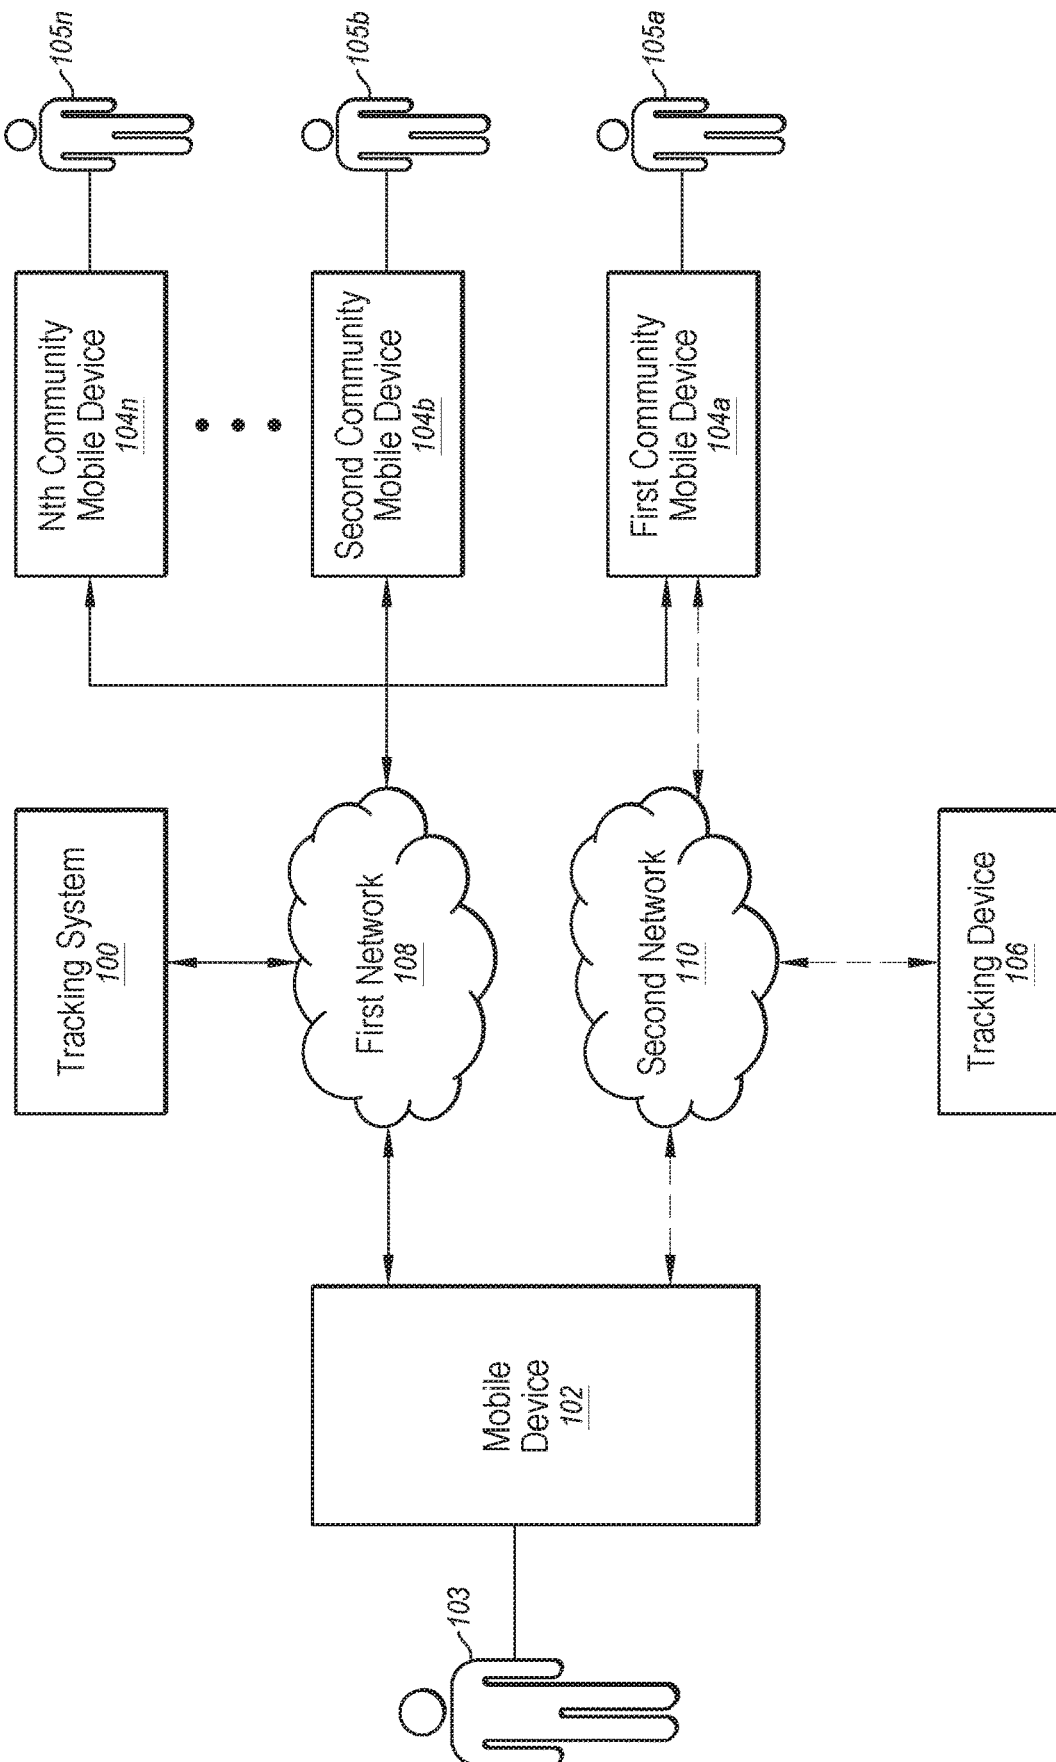 Tracking System
100
Nth Community
Mobile Device
104n
105n
First Network
108
Second Community
Mobile Device
104b
105b
103
Mobile
Device
102
Second Network
110
First Community
Mobile Device
104a
105a
Tracking Device
106